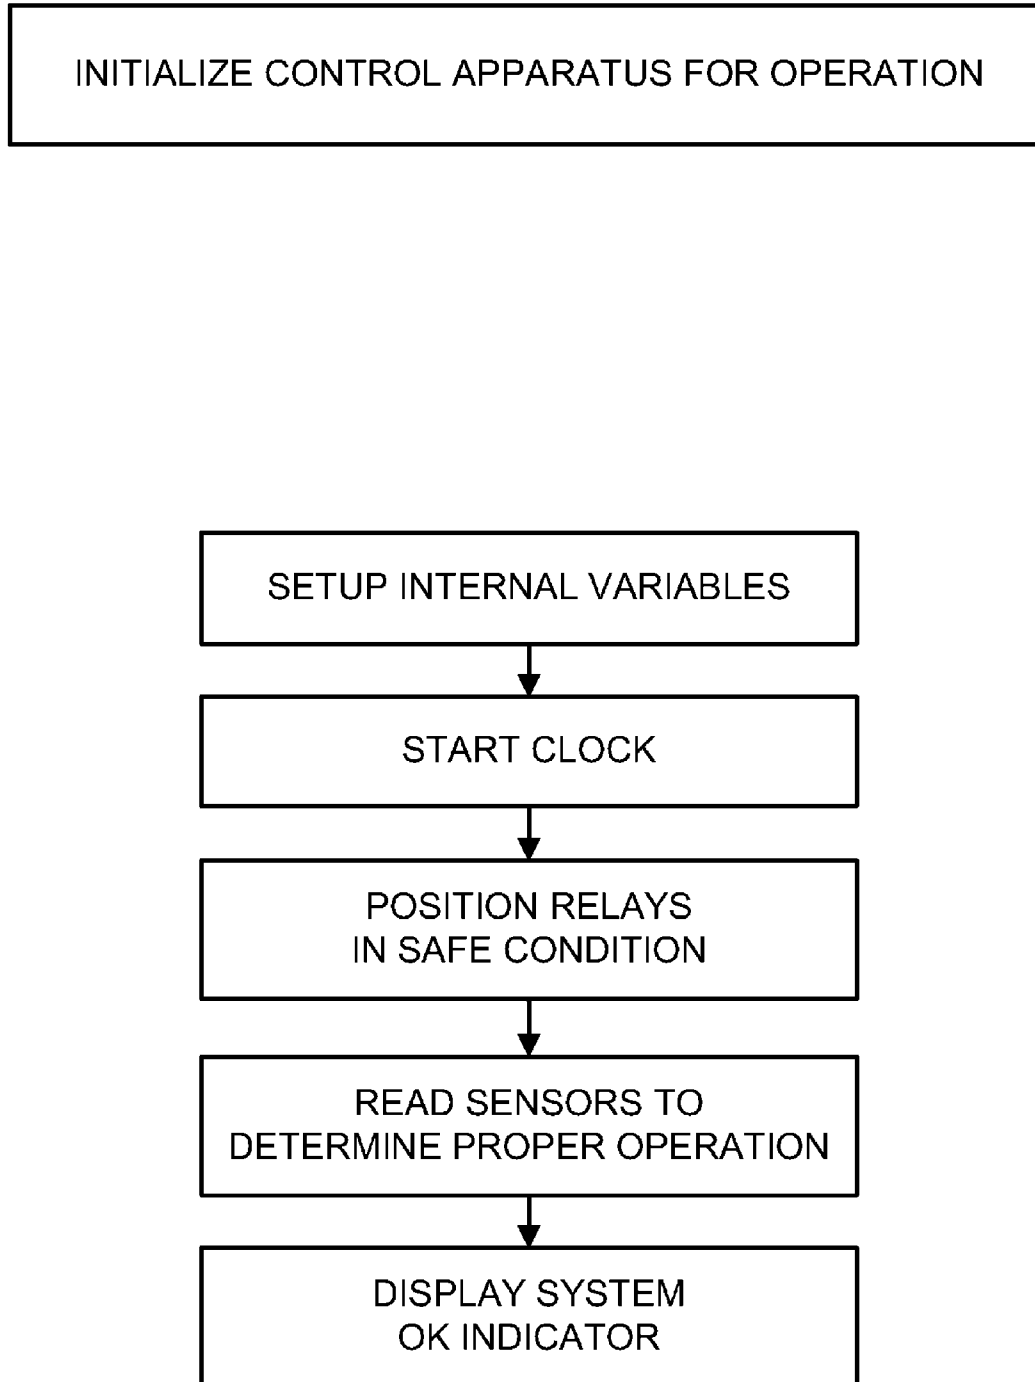 INITIALIZE CONTROL APPARATUS FOR OPERATION
SETUP INTERNAL VARIABLES
START CLOCK
POSITION RELAYS
IN SAFE CONDITION
READ SENSORS TO
DETERMINE PROPER OPERATION
DISPLAY SYSTEM
OK INDICATOR